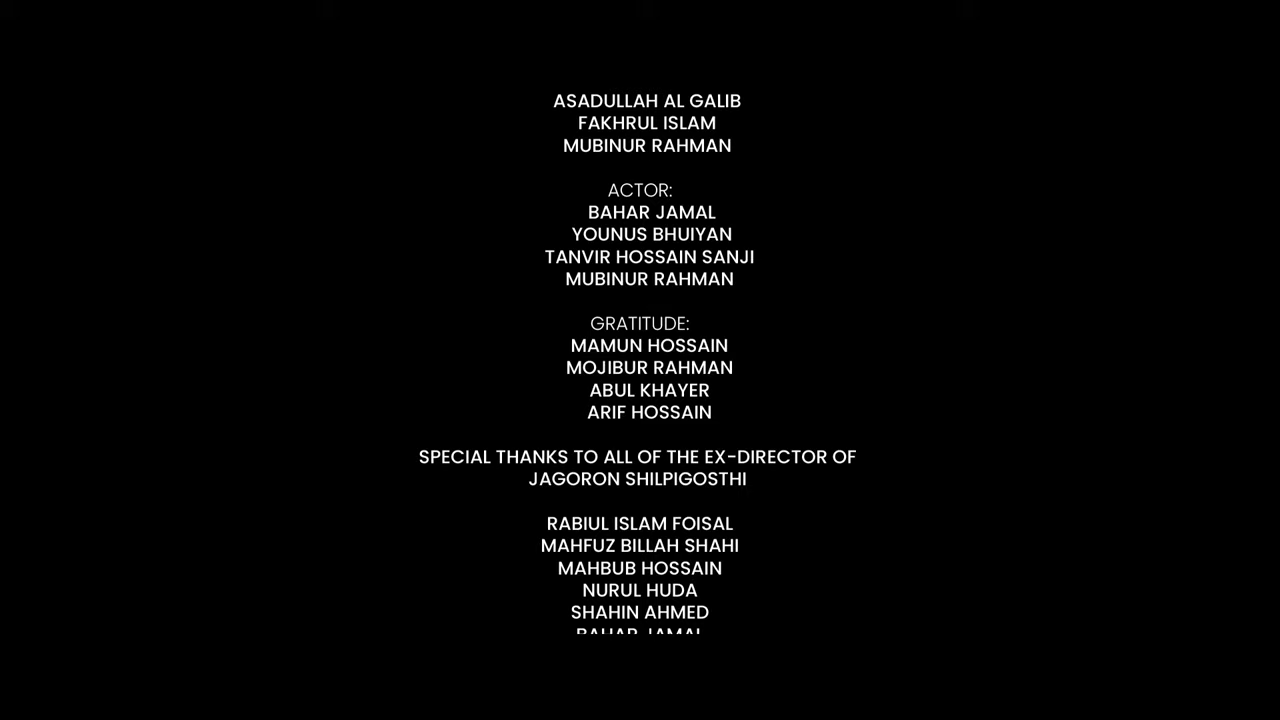 ASADULLAH AL GALIB
FAKHRUL ISLAM
MUBINUR RAHMAN
ACTOR:
BAHAR JAMAL
YOUNUS BHUIYAN
TANVIR HOSSAIN SANJI
MUBINUR RAHMAN
GRATITUDE:
MAMUN HOSSAIN
MOJIBUR RAHMAN
ABUL KHAYER
ARIF HOSSAIN
SPECIAL THANKS TO ALL OF THE EX-DIRECTOR OF
JAGORON SHILPIGOSTHI
RABIUL ISLAM FOISAL
MAHFUZ BILLAH SHAHI
MAHBUB HOSSAIN
NURUL HUDA
SHAHIN AHMED
BAHAR JAMAL